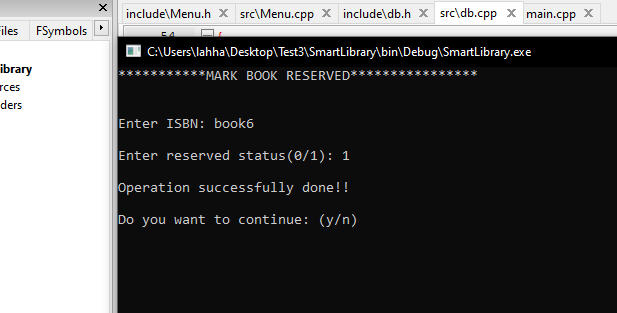 include\Menu.h src\Menu.cpp include\db.h src\db.cpp main.cpp
Files FSymbols
54
C:\Users\lahha\Desktop\Test3\SmartLibrary\bin\Debug\SmartLibrary.exe
***********MARK BOOK RESERVED****************
Enter ISBN: book6
Enter reserved status(0/1): 1
Operation successfully done!!
Do you want to continue: (y/n)
ibrary
rces
ders